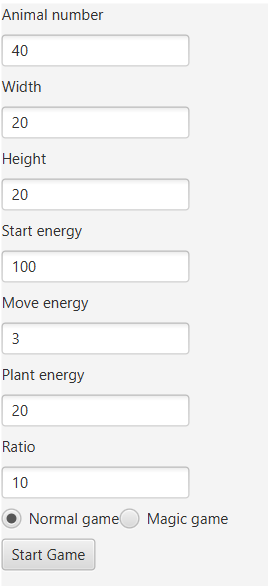 Animal number
40
Width
20
Height
20
Start energy
100
Move energy
3
Plant energy
20
Ratio
10
Normal game Magic game
Start Game